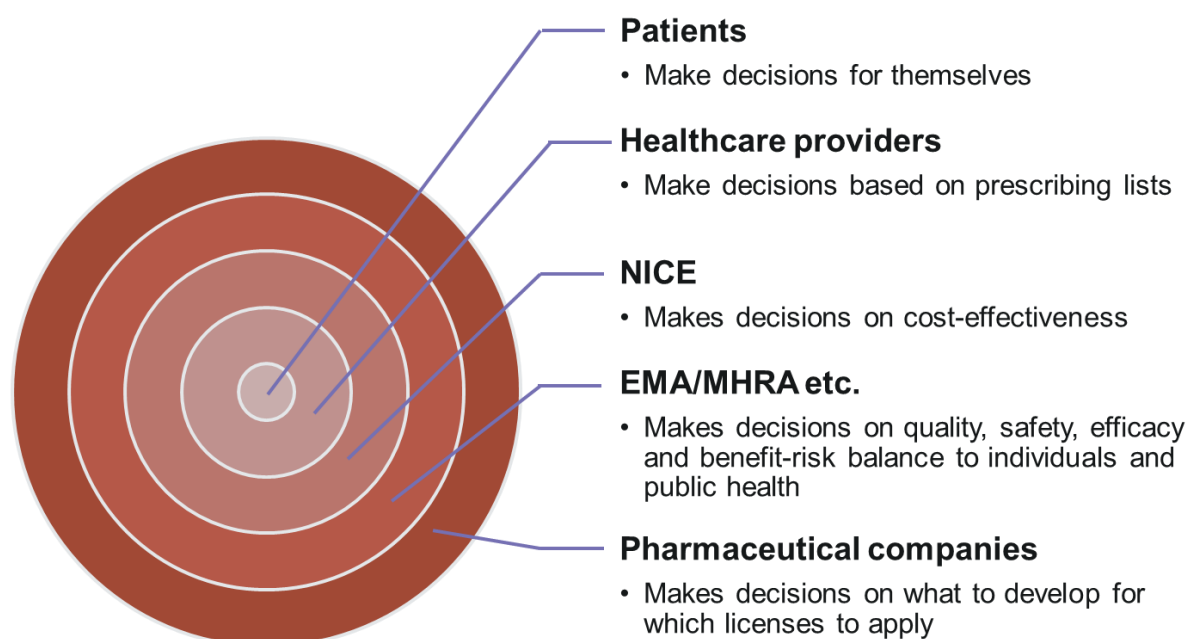 Patients
• Make decisions for themselves
Healthcare providers
• Make decisions based on prescribing lists
NICE
• Makes decisions on cost-effectiveness
EMA/MHRA etc.
• Makes decisions on quality, safety, efficacy
and benefit-risk balance to individuals and
public health
Pharmaceutical companies
• Makes decisions on what to develop for
which licenses to apply